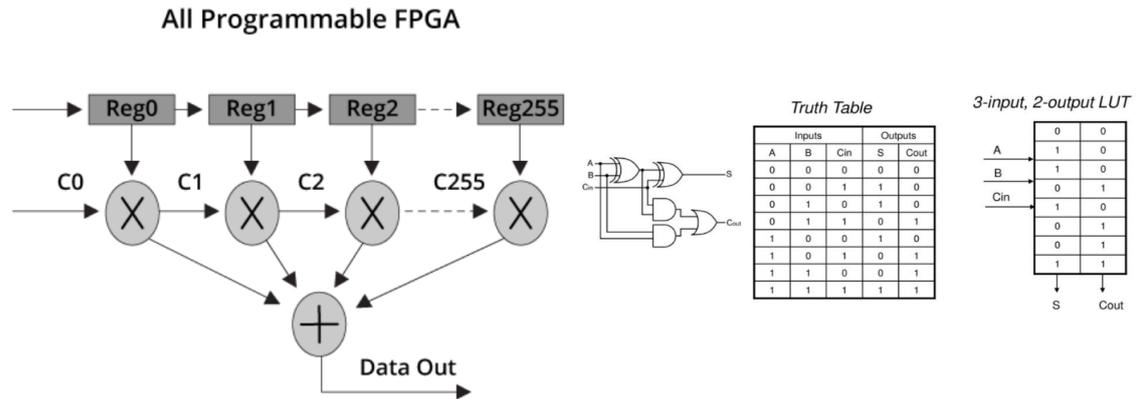 All Programmable FPGA
Reg0 Reg1 Reg2 Reg255
C0 C1 C2 C255
X X X X
+
Data Out
A
B
Cin
S
Cout
Truth Table
Inputs Outputs
A B Cin S Cout
0 0 0 0 0
0 0 1 1 0
0 1 0 1 0
0 1 1 0 1
1 0 0 1 0
1 0 1 0 1
1 1 0 0 1
1 1 1 1 1
3-input, 2-output LUT
A
B
Cin
0 0
1 0
1 0
0 1
1 0
0 1
0 1
1 1
S Cout